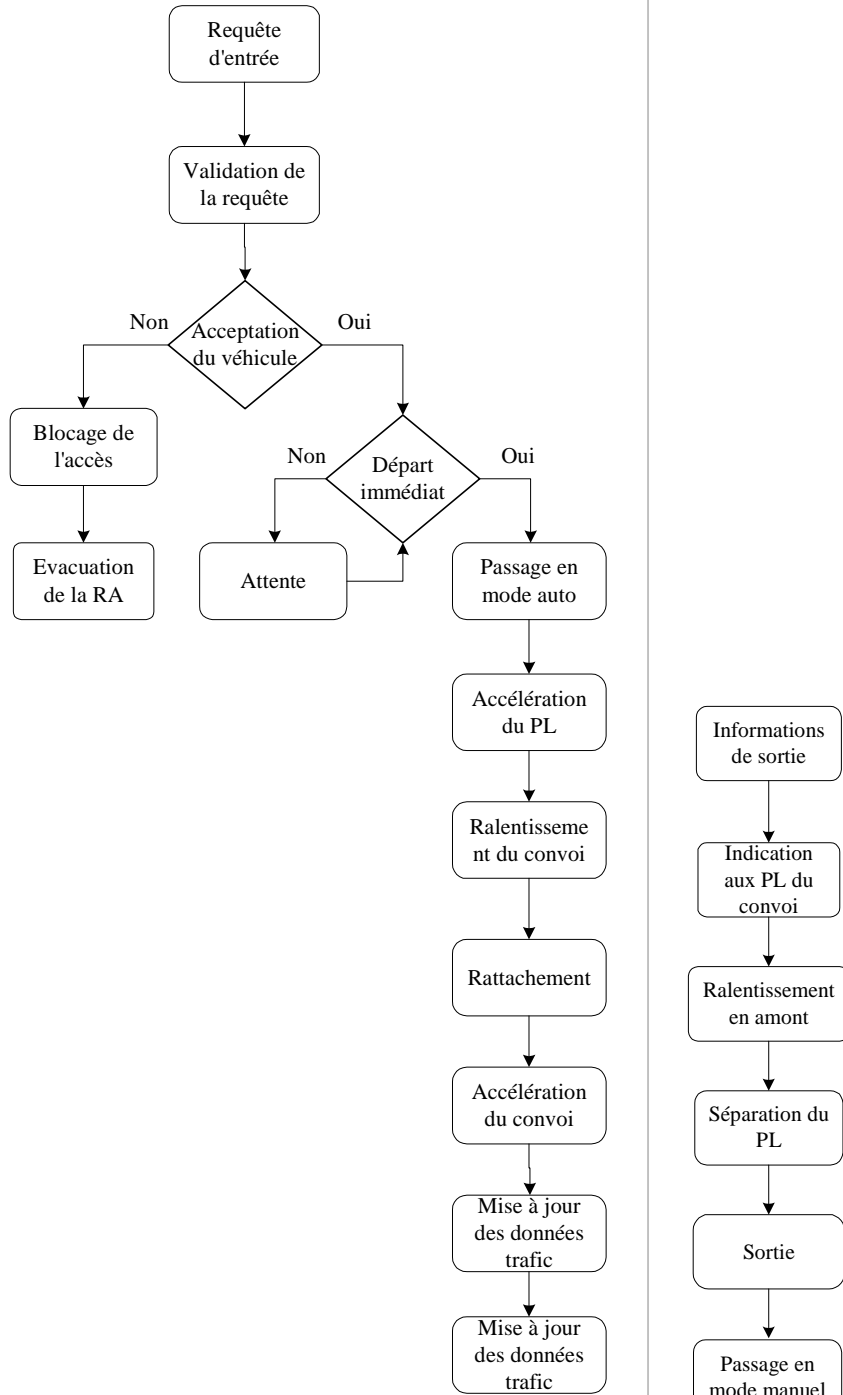 Requête
d'entrée
Validation de
la requête
Non
Oui
Acceptation
du véhicule
Blocage de
l'accès
Evacuation
de la RA
Non
Oui
Départ
immédiat
Attente
Passage en
mode auto
Accélération
du PL
Ralentisseme
nt du convoi
Rattachement
Accélération
du convoi
Mise à jour
des données
trafic
Mise à jour
des données
trafic
Informations
de sortie
Indication
aux PL du
convoi
Ralentissement
en amont
Séparation du
PL
Sortie
Passage en
mode manuel